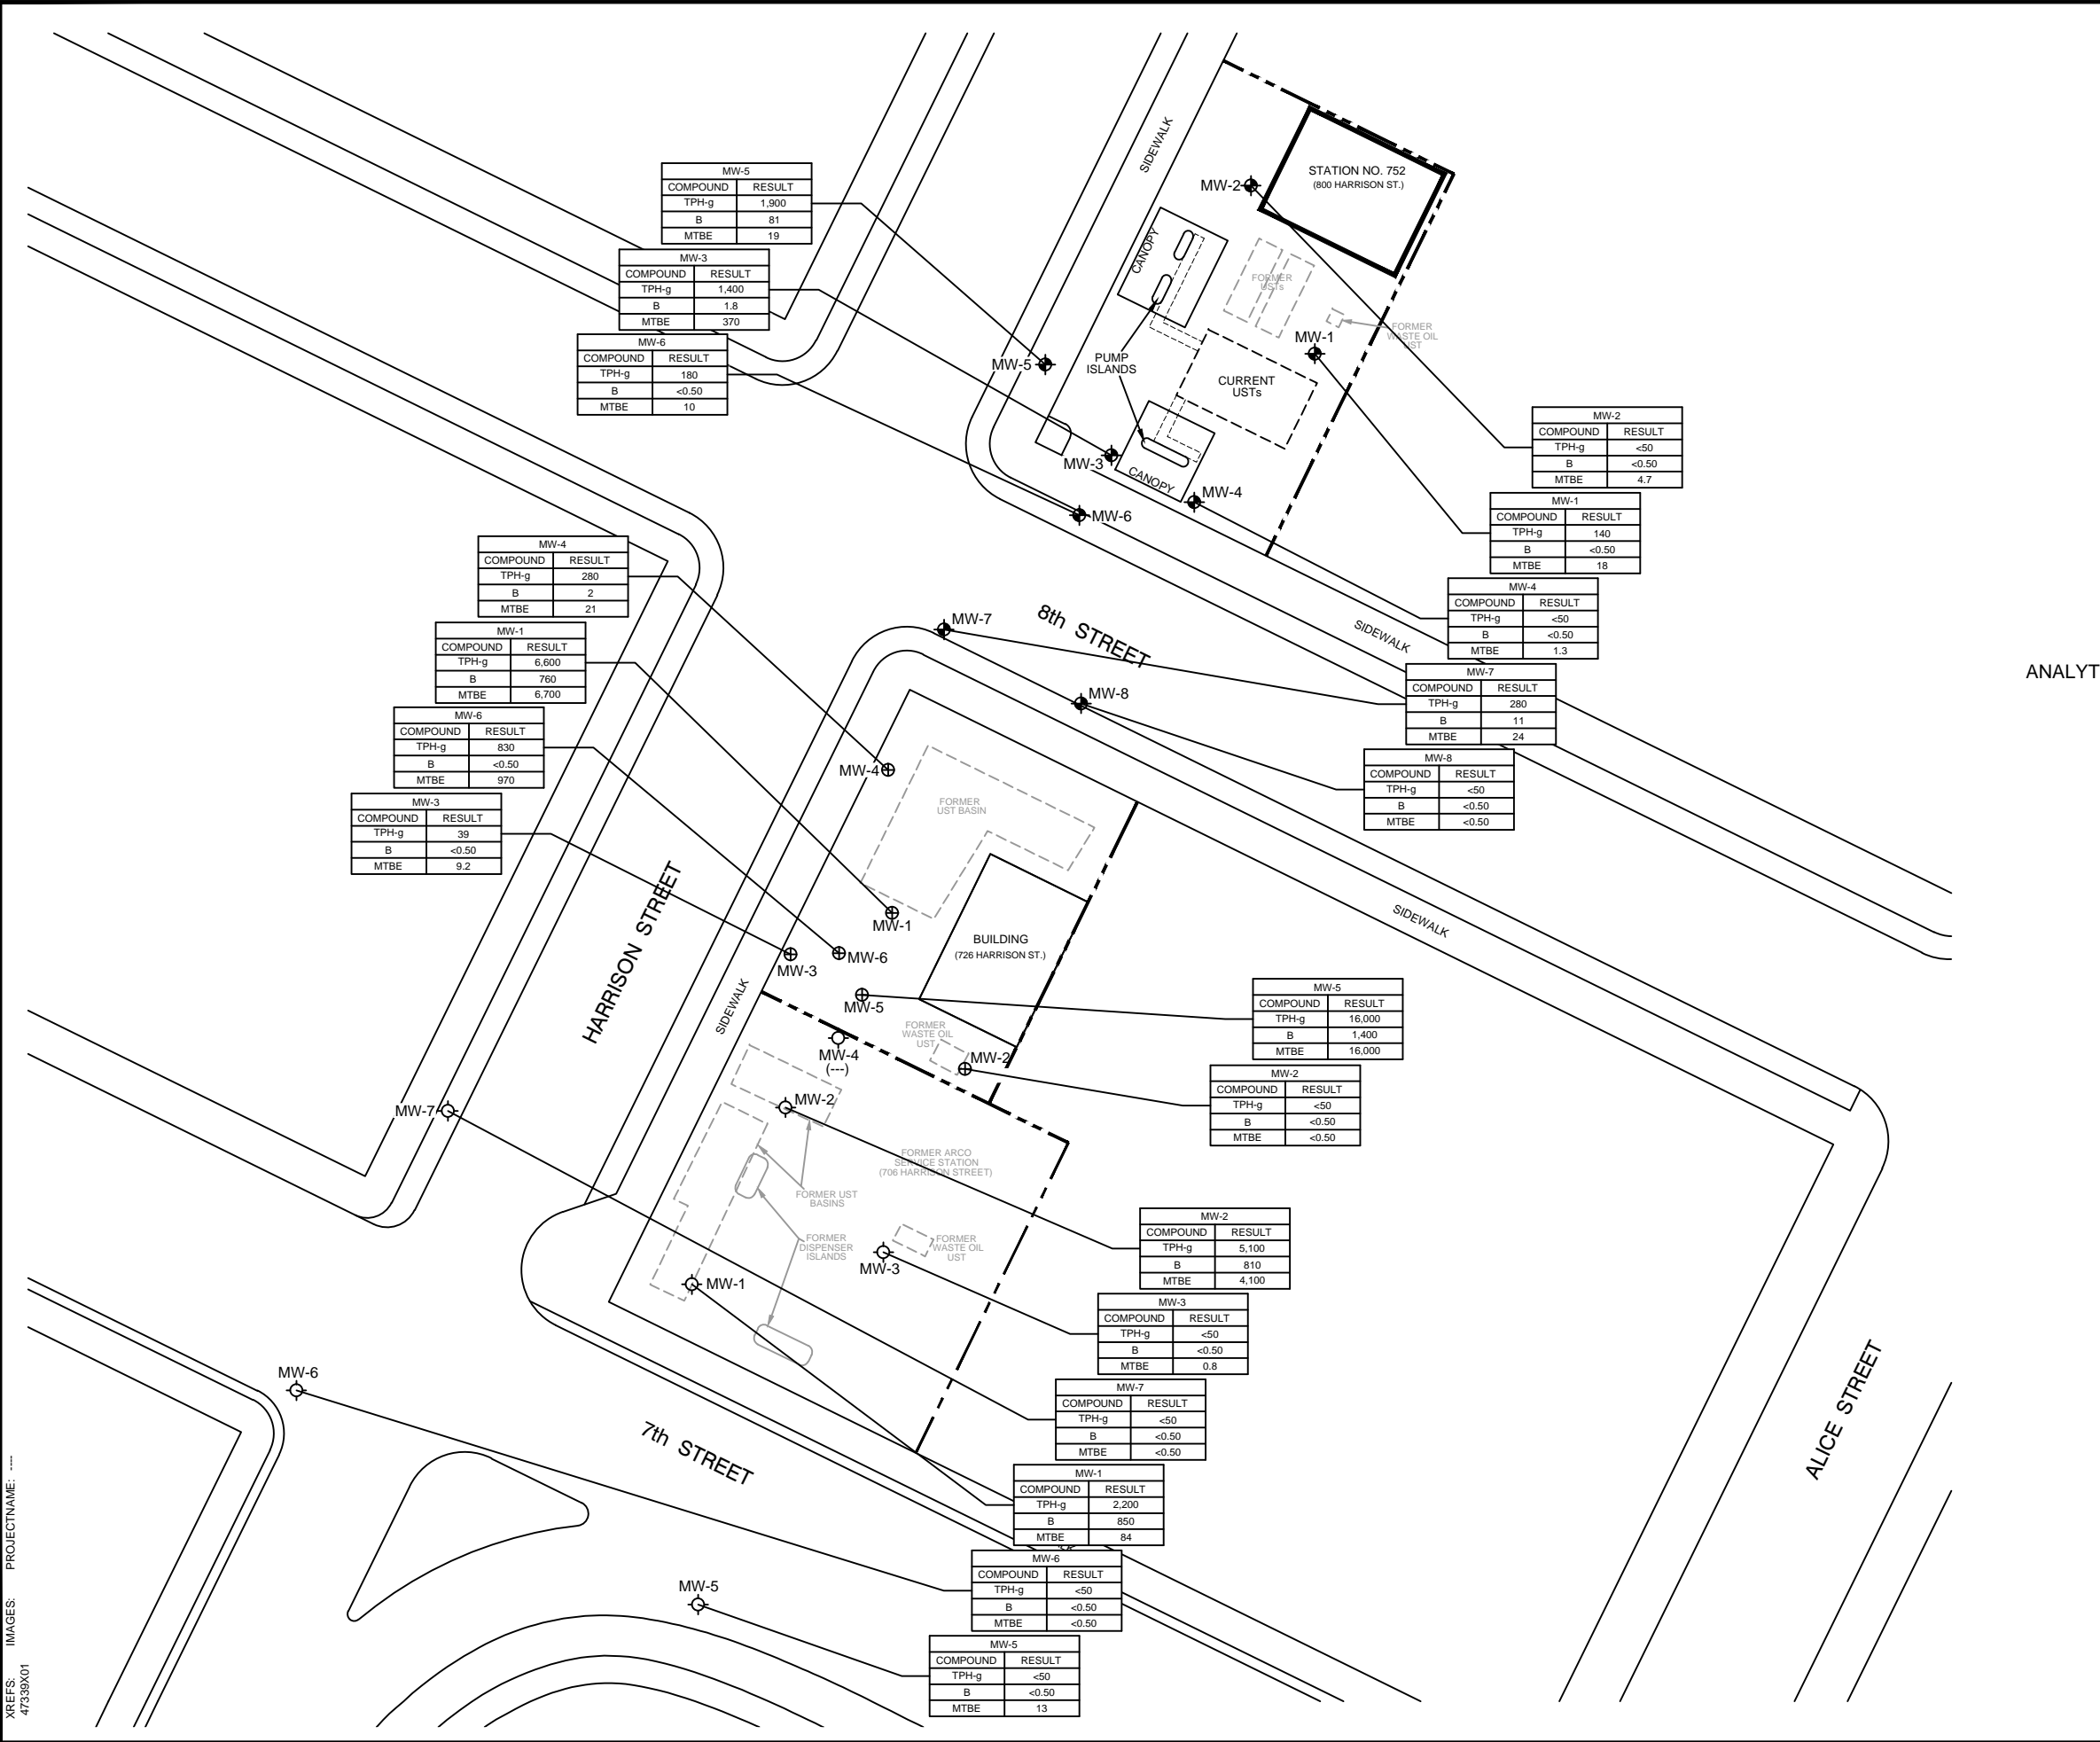 MW-5
COMPOUND RESULT
TPH-g 1,900
B 81
MTBE 19
MW-3
COMPOUND RESULT
TPH-g 1,400
B 1.8
MTBE 370
MW-6
COMPOUND RESULT
TPH-g 180
B <0.50
MTBE 10
SIDEWALK
STATION NO. 752
(800 HARRISON ST.)
MW-2
CANOPY
FORMER
USTs
FORMER
WASTE OIL
UST
MW-1
MW-5
PUMP
ISLANDS
CURRENT
USTs
MW-3
CANOPY
MW-4
MW-6
MW-2
COMPOUND RESULT
TPH-g <50
B <0.50
MTBE 4.7
MW-1
COMPOUND RESULT
TPH-g 140
B <0.50
MTBE 18
MW-4
COMPOUND RESULT
TPH-g <50
B <0.50
MTBE 1.3
MW-7
COMPOUND RESULT
TPH-g 280
B 11
MTBE 24
MW-8
COMPOUND RESULT
TPH-g <50
B <0.50
MTBE <0.50
MW-4
COMPOUND RESULT
TPH-g 280
B 2
MTBE 21
MW-1
COMPOUND RESULT
TPH-g 6,600
B 760
MTBE 6,700
MW-6
COMPOUND RESULT
TPH-g 830
B <0.50
MTBE 970
MW-3
COMPOUND RESULT
TPH-g 39
B <0.50
MTBE 9.2
MW-7
8th STREET
SIDEWALK
MW-8
ANALYT
MW-4
FORMER
UST BASIN
MW-1
HARRISON STREET
SIDEWALK
BUILDING
(726 HARRISON ST.)
MW-3
MW-6
SIDEWALK
MW-5
FORMER
WASTE OIL
UST
MW-4
(---)
MW-2
MW-5
COMPOUND RESULT
TPH-g 16,000
B 1,400
MTBE 16,000
MW-2
COMPOUND RESULT
TPH-g <50
B <0.50
MTBE <0.50
MW-7
MW-2
FORMER ARCO
SERVICE STATION
(706 HARRISON STREET)
FORMER UST
BASINS
FORMER
DISPENSER
ISLANDS
FORMER
WASTE OIL
UST
MW-3
MW-1
MW-2
COMPOUND RESULT
TPH-g 5,100
B 810
MTBE 4,100
MW-3
COMPOUND RESULT
TPH-g <50
B <0.50
MTBE 0.8
MW-7
COMPOUND RESULT
TPH-g <50
B <0.50
MTBE <0.50
MW-1
COMPOUND RESULT
TPH-g 2,200
B 850
MTBE 84
MW-6
COMPOUND RESULT
TPH-g <50
B <0.50
MTBE <0.50
MW-5
COMPOUND RESULT
TPH-g <50
B <0.50
MTBE 13
MW-6
7th STREET
MW-5
ALICE STREET
XREFS: IMAGES: PROJECTNAME: ----
47339X01